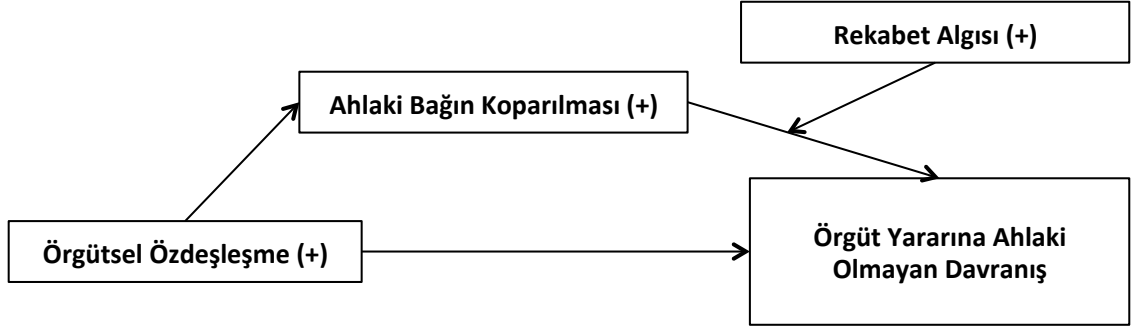 Rekabet Algısı (+)
Ahlaki Bağın Koparılması (+)
Örgütsel Özdeşleşme (+)
Örgüt Yararına Ahlaki
Olmayan Davranış